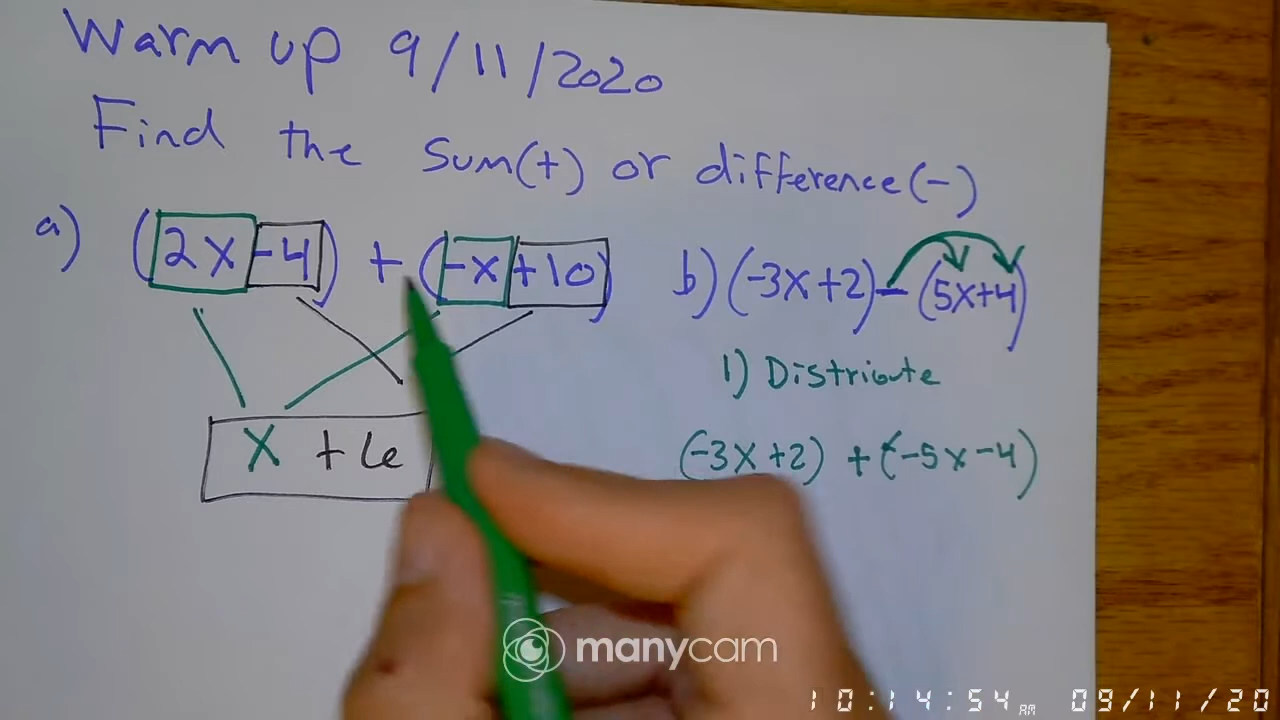 Warm up 9/11/2020
Find the Sum(+) or difference(-)
a) (2x-4) + (-x+10)
b) (-3x+2) - (5x+4)
x + 6
1) Distribute
(-3x+2) + (-5x-4)
manycam
10:14:54 AM 09/11/20